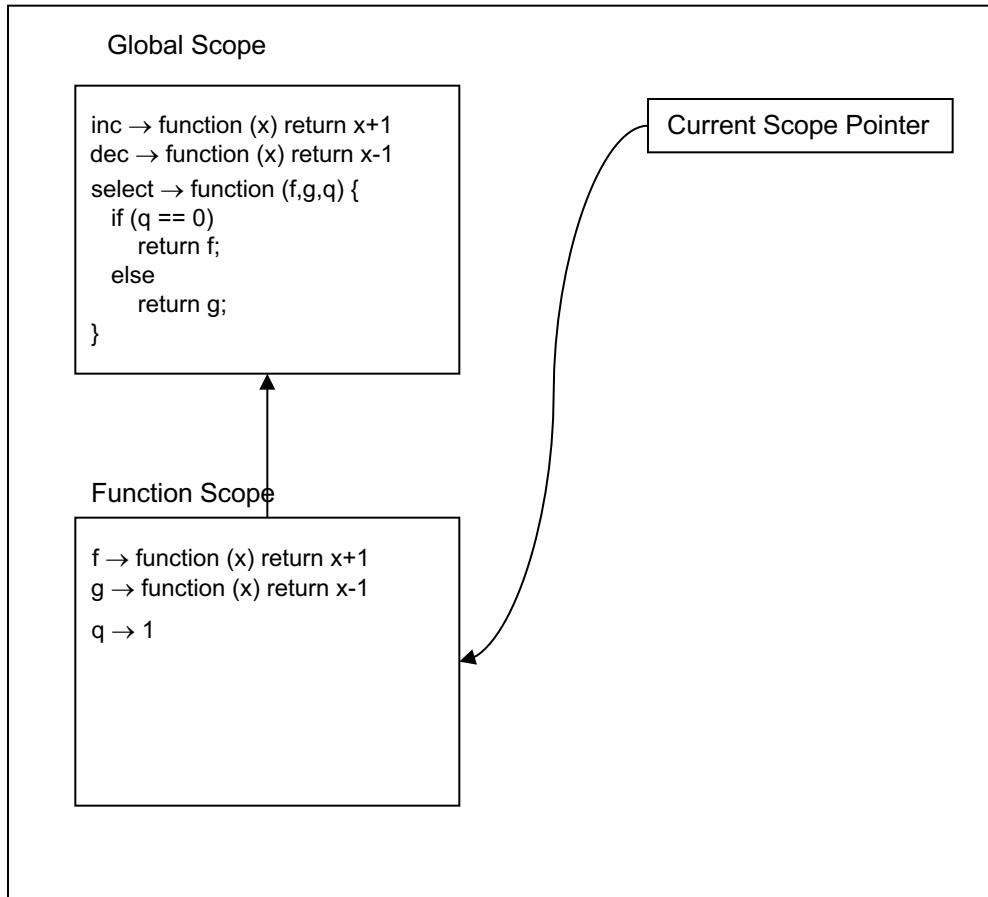 Global Scope
inc → function (x) return x+1
dec → function (x) return x-1
select → function (f,g,q) {
if (q == 0)
return f;
else
return g;
}
Current Scope Pointer
Function Scope
f → function (x) return x+1
g → function (x) return x-1
q → 1